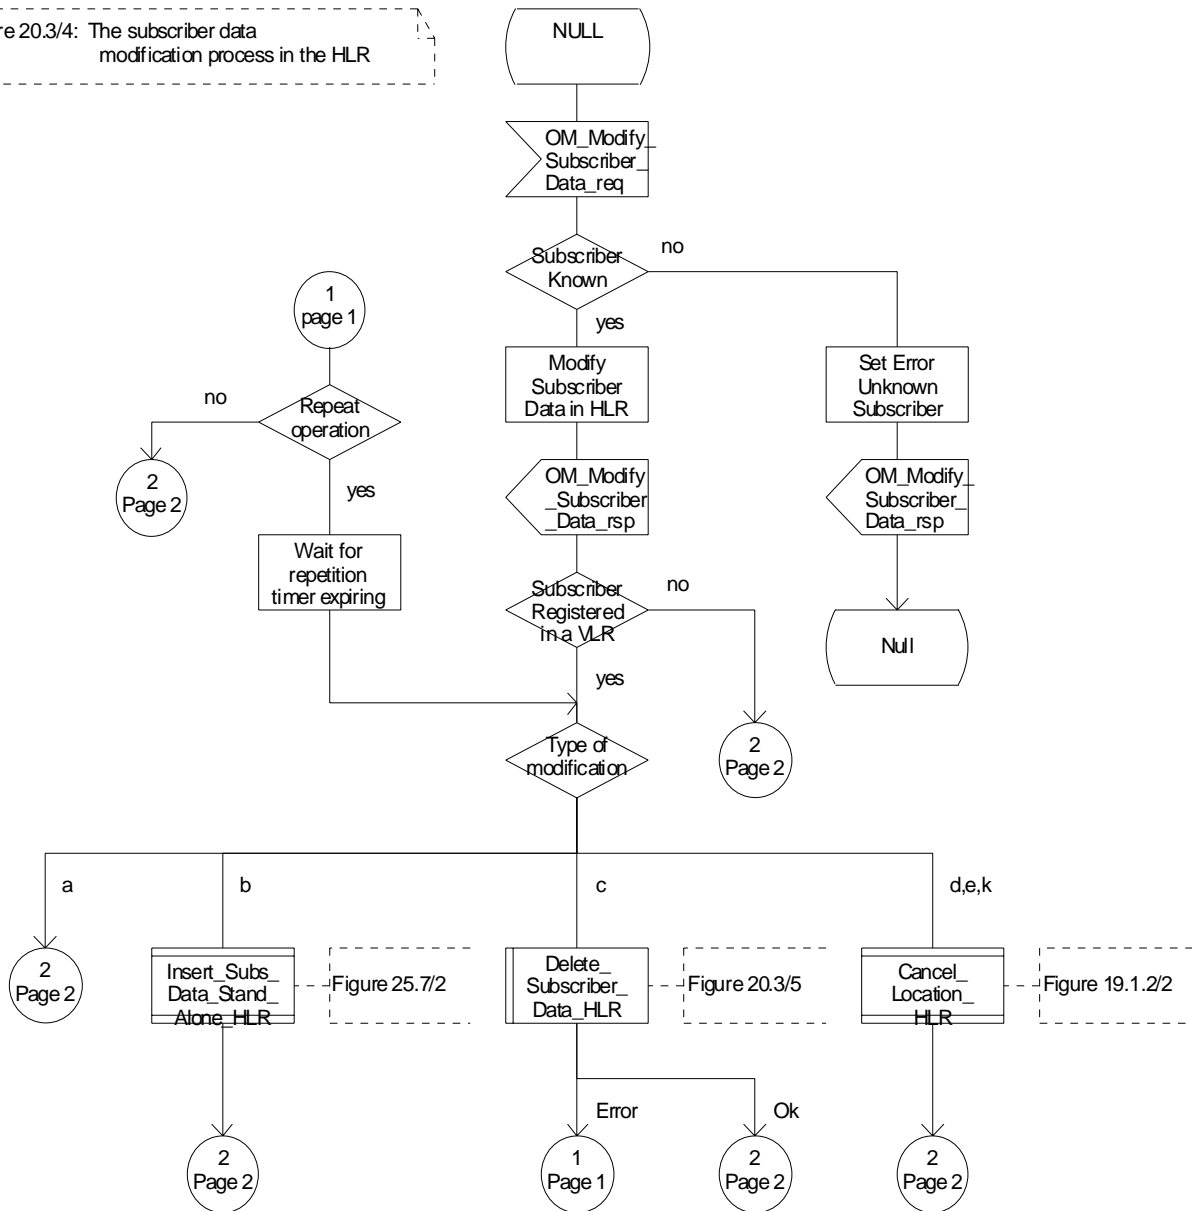 re 20.3/4: The subscriber data
modification process in the HLR
NULL
OM_Modify_
Subscriber_
Data_req
Subscriber
Known
no
yes
1
page 1
Repeat
operation
no
yes
2
Page 2
Wait for
repetition
timer expiring
Modify
Subscriber
Data in HLR
Set Error
Unknown
Subscriber
OM_Modify
_Subscriber
_Data_rsp
OM_Modify_
Subscriber_
Data_rsp
Subscriber
Registered
in a VLR
no
yes
Null
Type of
modification
2
Page 2
a
b
c
d,e,k
2
Page 2
Insert_Subs_
Data_Stand_
Alone_HLR
Figure 25.7/2
Delete_
Subscriber_
Data_HLR
Figure 20.3/5
Cancel_
Location_
HLR
Figure 19.1.2/2
Error
Ok
2
Page 2
1
Page 1
2
Page 2
2
Page 2